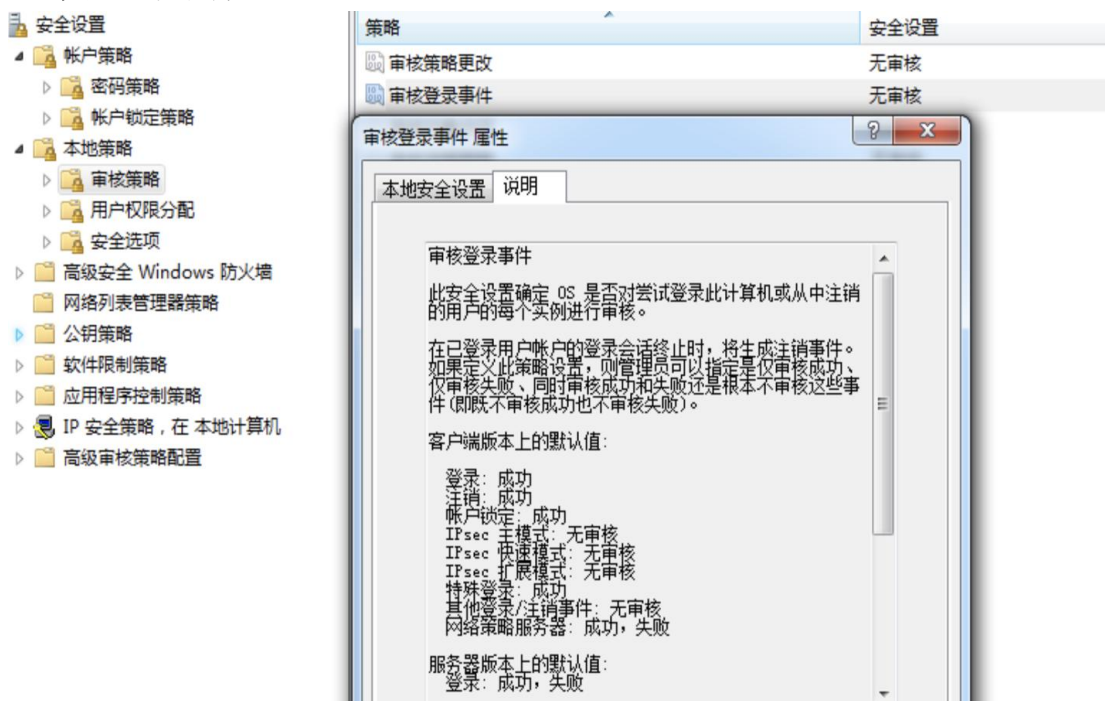 安全设置
帐户策略
密码策略
帐户锁定策略
本地策略
审核策略
用户权限分配
安全选项
高级安全 Windows 防火墙
网络列表管理器策略
公钥策略
软件限制策略
应用程序控制策略
IP 安全策略，在 本地计算机
高级审核策略配置
策略 安全设置
审核策略更改 无审核
审核登录事件 无审核
审核登录事件 属性
本地安全设置 说明
审核登录事件
此安全设置确定 OS 是否对尝试登录此计算机或从中注销
的用户的每个实例进行审核。
在已登录用户帐户的登录会话终止时，将生成注销事件。
如果定义此策略设置，则管理员可以指定是仅审核成功、
仅审核失败、同时审核成功和失败还是根本不审核这些事
件(即既不审核成功也不审核失败)。
客户端版本上的默认值:
登录: 成功
注销: 成功
帐户锁定: 成功
IPsec 主模式: 无审核
IPsec 快速模式: 无审核
IPsec 扩展模式: 无审核
特殊登录: 成功
其他登录/注销事件: 无审核
网络策略服务器: 成功，失败
服务器版本上的默认值:
登录: 成功，失败